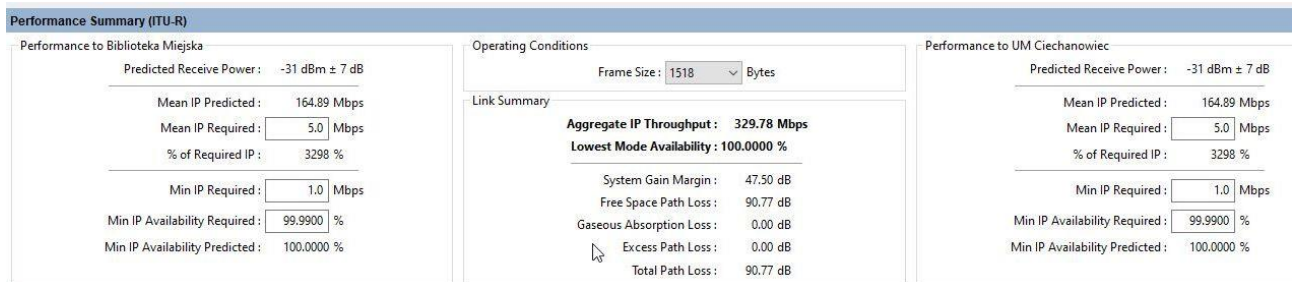 Performance Summary (ITU-R)
Performance to Biblioteka Miejska
Predicted Receive Power : -31 dBm ± 7 dB
Mean IP Predicted : 164.89 Mbps
Mean IP Required : 5.0 Mbps
% of Required IP : 3298 %
Min IP Required : 1.0 Mbps
Min IP Availability Required : 99.9900 %
Min IP Availability Predicted : 100.0000 %
Operating Conditions
Frame Size : 1518 Bytes
Link Summary
Aggregate IP Throughput : 329.78 Mbps
Lowest Mode Availability : 100.0000 %
System Gain Margin : 47.50 dB
Free Space Path Loss : 90.77 dB
Gaseous Absorption Loss : 0.00 dB
Excess Path Loss : 0.00 dB
Total Path Loss : 90.77 dB
Performance to UM Ciechanowiec
Predicted Receive Power : -31 dBm ± 7 dB
Mean IP Predicted : 164.89 Mbps
Mean IP Required : 5.0 Mbps
% of Required IP : 3298 %
Min IP Required : 1.0 Mbps
Min IP Availability Required : 99.9900 %
Min IP Availability Predicted : 100.0000 %